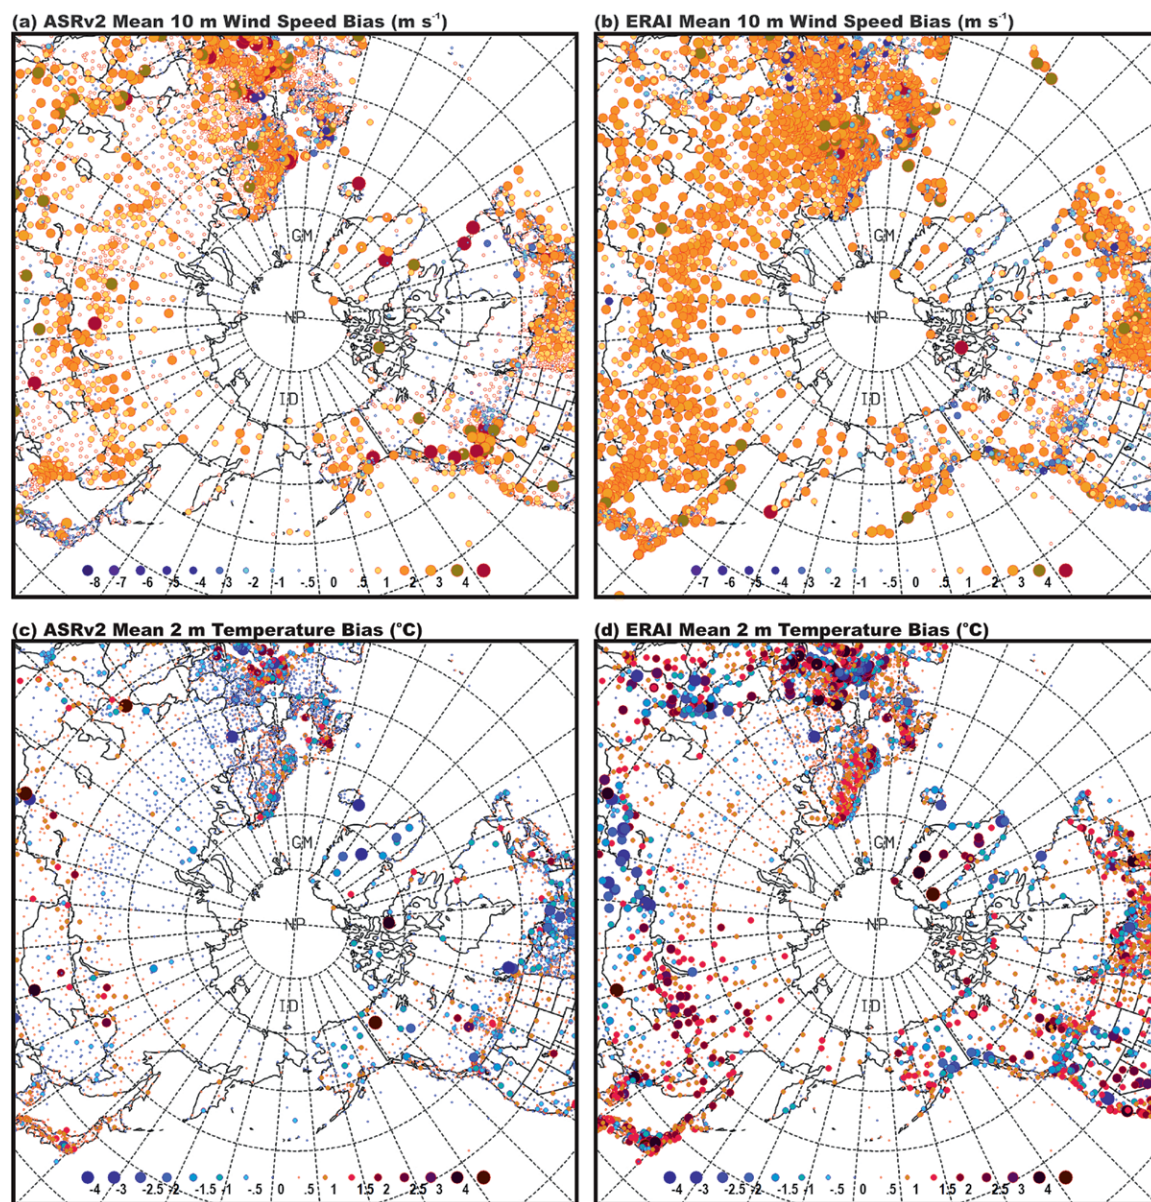 (a) ASRv2 Mean 10 m Wind Speed Bias (m s⁻¹)
(b) ERAI Mean 10 m Wind Speed Bias (m s⁻¹)
GM
NP
ID
-8 -7 -6 -5 -4 -3 -2 -1 -.5 0 .5 1 2 3 4
GM
NP
ID
-7 -6 -5 -4 -3 -2 -1 -.5 0 .5 1 2 3 4
(c) ASRv2 Mean 2 m Temperature Bias (°C)
(d) ERAI Mean 2 m Temperature Bias (°C)
GM
NP
ID
-4 -3 -2.5 -2 -1.5 -1 -.5 0 .5 1 1.5 2 2.5 3 4
GM
NP
ID
-4 -3 -2.5 -2 -1.5 -1 -.5 0 1 1.5 2 2.5 3 4